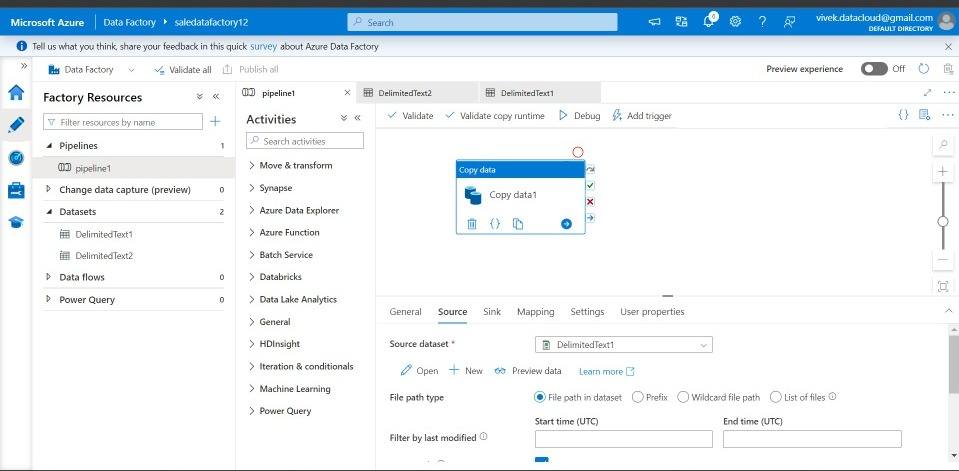 Microsoft Azure Data Factory saledatafactory12 Search vivek.datacloud@gmail.com
DEFAULT DIRECTORY
Tell us what you think, share your feedback in this quick survey about Azure Data Factory
Data Factory Validate all Publish all Preview experience Off
Factory Resources
Filter resources by name
Pipelines 1
pipeline1
Change data capture (preview) 0
Datasets 2
DelimitedText1
DelimitedText2
Data flows 0
Power Query 0
pipeline1 DelimitedText2 DelimitedText1
Activities
Search activities
Move & transform
Synapse
Azure Data Explorer
Azure Function
Batch Service
Databricks
Data Lake Analytics
General
HDInsight
Iteration & conditionals
Machine Learning
Power Query
Validate Validate copy runtime Debug Add trigger
Copy data
Copy data1
General Source Sink Mapping Settings User properties
Source dataset * DelimitedText1
Open New Preview data Learn more
File path type File path in dataset Prefix Wildcard file path List of files
Start time (UTC) End time (UTC)
Filter by last modified